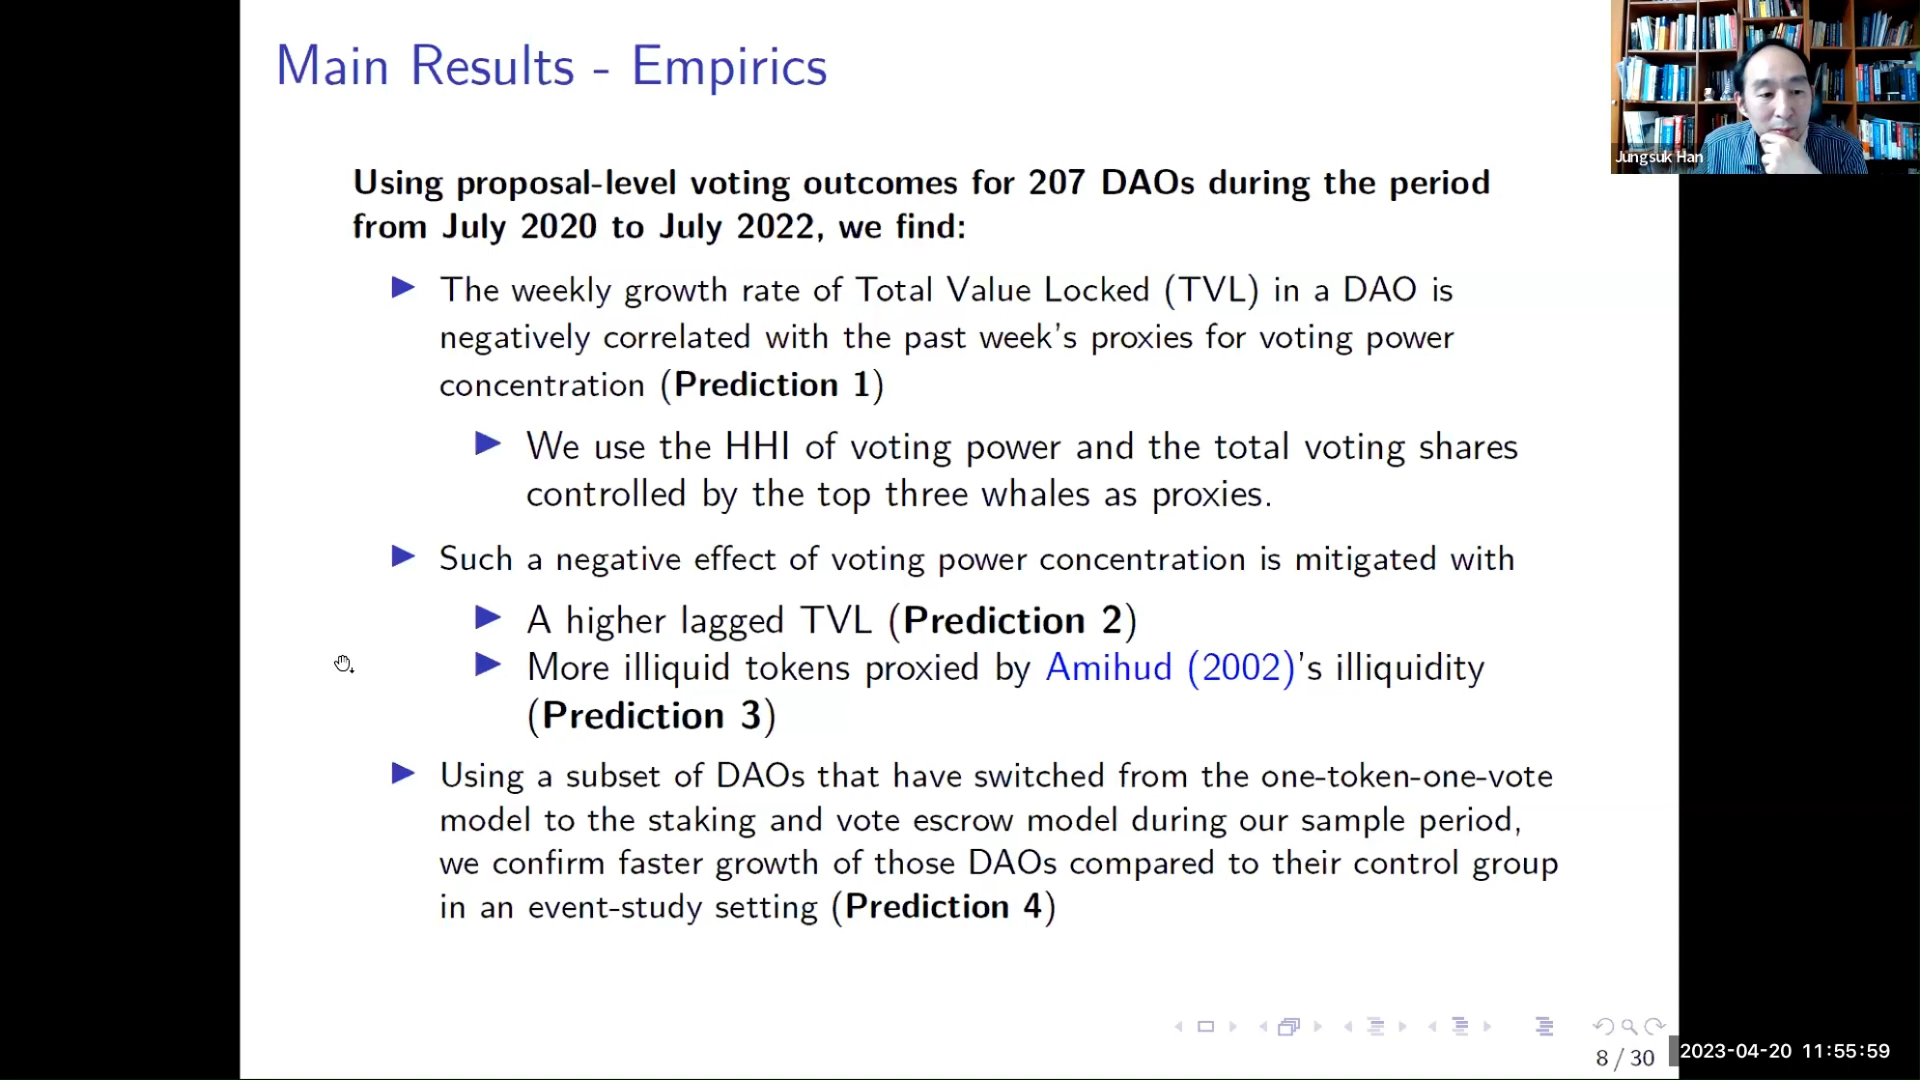 Main Results - Empirics
Jungsuk Han
Using proposal-level voting outcomes for 207 DAOs during the period
from July 2020 to July 2022, we find:
The weekly growth rate of Total Value Locked (TVL) in a DAO is
negatively correlated with the past week's proxies for voting power
concentration (Prediction 1)
We use the HHI of voting power and the total voting shares
controlled by the top three whales as proxies.
Such a negative effect of voting power concentration is mitigated with
A higher lagged TVL (Prediction 2)
More illiquid tokens proxied by Amihud (2002)'s illiquidity
(Prediction 3)
Using a subset of DAOs that have switched from the one-token-one-vote
model to the staking and vote escrow model during our sample period,
we confirm faster growth of those DAOs compared to their control group
in an event-study setting (Prediction 4)
8 / 30
2023-04-20 11:55:59